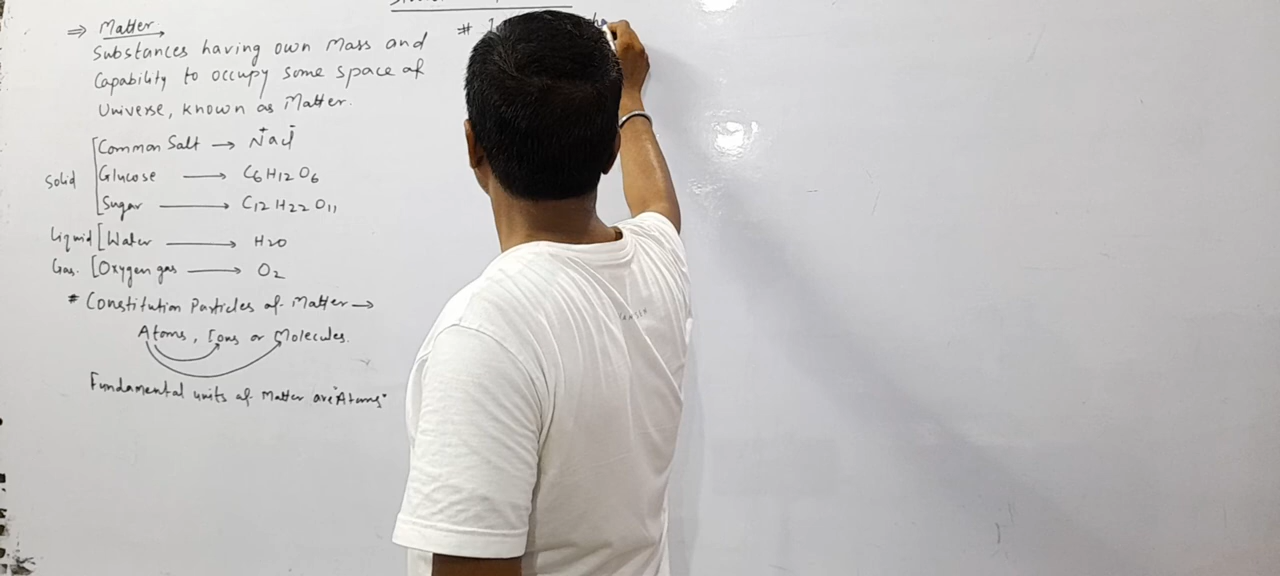 ⇒ Matter
Substances having own Mass and
Capability to occupy some space of
Universe, known as Matter.
Solid
Common Salt → Na⁺Cl⁻
Glucose → C6H12O6
Sugar → C12H22O11
Liquid [Water → H2O
Gas. [Oxygen gas → O2
# Constitution Particles of Matter →
Atoms, Ions or Molecules.
Fundamental units of Matter are "Atoms"
#